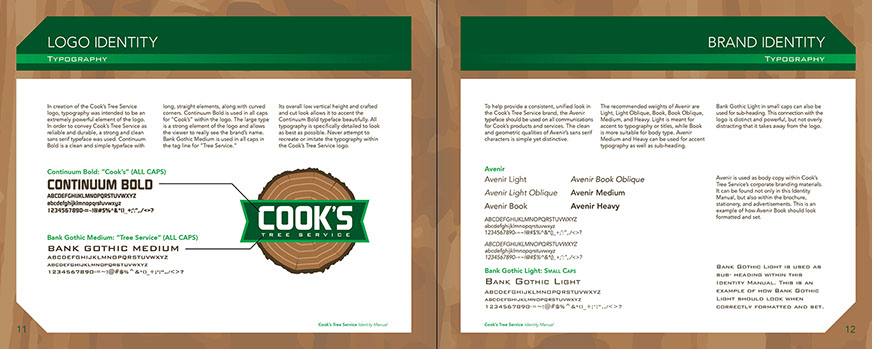 LOGO IDENTITY
TYPOGRAPHY
In creation of the Cook's Tree Service
logo, typography was intended to be an
extremely powerful element of the logo.
In order to convey Cook's Tree Service as
reliable and durable, a strong and clean
sans serif typeface was used. Continuum
Bold is a clean and simple typeface with
long, straight elements, along with curved
corners. Continuum Bold is used in all caps
for "Cook's" within the logo. The large type
is a strong element of the logo and allows
the viewer to really see the brand's name.
Bank Gothic Medium is used in all caps in
the tag line for "Tree Service."
Its overall low vertical height and crafted
and cut look allows it to accent the
Continuum Bold typeface beautifully. All
typography is specifically detailed to look
as best as possible. Never attempt to
recreate or imitate the typography within
the Cook's Tree Service logo.
Continuum Bold: "Cook's" (ALL CAPS)
CONTINUUM BOLD
ABCDEFGHIJKLMNOPQRSTUVWXYZ
abcdefghijklmnopqrstuvwxyz
1234567890-=~!@#$%^&*()_+;':",./<>?
Bank Gothic Medium: "Tree Service" (ALL CAPS)
BANK GOTHIC MEDIUM
ABCDEFGHIJKLMNOPQRSTUVWXYZ
ABCDEFGHIJKLMNOPQRSTUVWXYZ
1234567890-=~!@#$%^&*()_+;':",./<>?
COOK'S
TREE SERVICE
11
Cook's Tree Service Identity Manual
BRAND IDENTITY
TYPOGRAPHY
To help provide a consistent, unified look in
the Cook's Tree Service brand, the Avenir
typeface should be used on all communications
for Cook's products and services. The clean
and geometric qualities of Avenir's sans serif
characters is simple yet distinctive.
The recommended weights of Avenir are
Light, Light Oblique, Book, Book Oblique,
Medium, and Heavy. Light is meant for
accent to typography or titles, while Book
is more suitable for body type. Avenir
Medium and Heavy can be used for accent
typography as well as sub-heading.
Bank Gothic Light in small caps can also be
used for sub-heading. This connection with the
logo is distinct and powerful, but not overly
distracting that it takes away from the logo.
Avenir
Avenir Light
Avenir Light Oblique
Avenir Book
Avenir Book Oblique
Avenir Medium
Avenir Heavy
ABCDEFGHIJKLMNOPQRSTUVWXYZ
abcdefghijklmnopqrstuvwxyz
1234567890-=~!@#$%^&*()_+;':",./<>?
ABCDEFGHIJKLMNOPQRSTUVWXYZ
abcdefghijklmnopqrstuvwxyz
1234567890-=~!@#$%^&*()_+;':",./<>?
Bank Gothic Light: SMALL CAPS
BANK GOTHIC LIGHT
ABCDEFGHIJKLMNOPQRSTUVWXYZ
ABCDEFGHIJKLMNOPQRSTUVWXYZ
1234567890-=~!@#$%^&*()_+;':",./<>?
Avenir is used as body copy within Cook's
Tree Service's corporate branding materials.
It can be found not only in this Identity
Manual, but also within the brochure,
stationery, and advertisements. This is an
example of how Avenir Book should look
formatted and set.
BANK GOTHIC LIGHT IS USED AS
SUB- HEADING WITHIN THIS
IDENTITY MANUAL. THIS IS AN
EXAMPLE OF HOW BANK GOTHIC
LIGHT SHOULD LOOK WHEN
CORRECTLY FORMATTED AND SET.
Cook's Tree Service Identity Manual
12